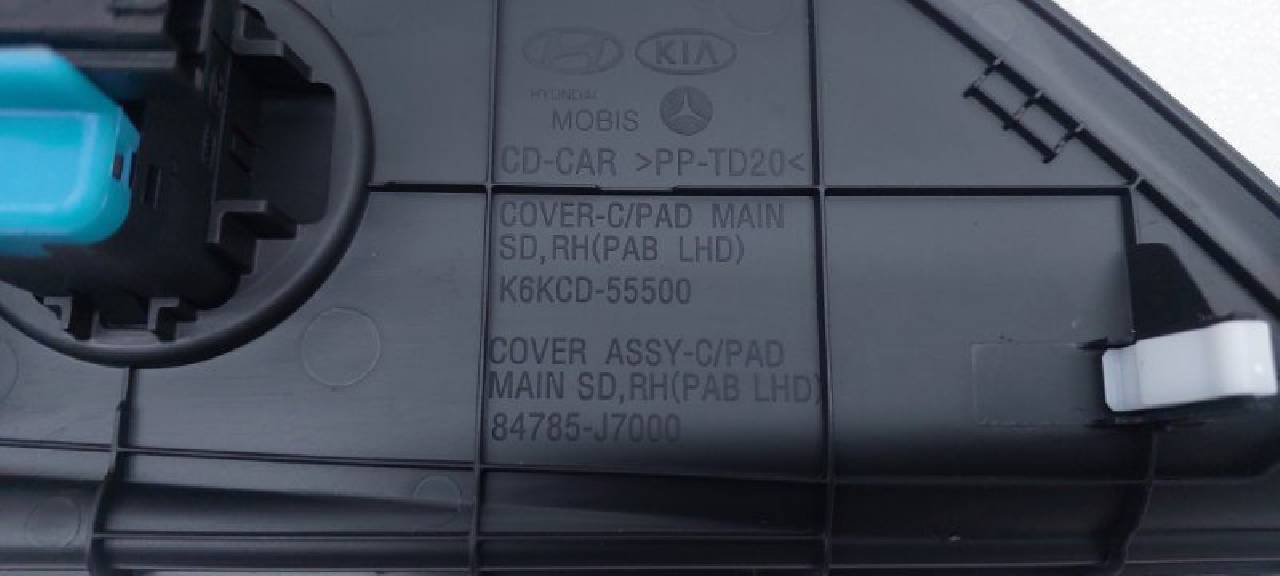 KIA
HYUNDAI
MOBIS
CD-CAR >PP-TD20<
COVER-C/PAD MAIN
SD,RH(PAB LHD)
K6KCD-55500
COVER ASSY-C/PAD
MAIN SD,RH(PAB LHD)
84785-J7000